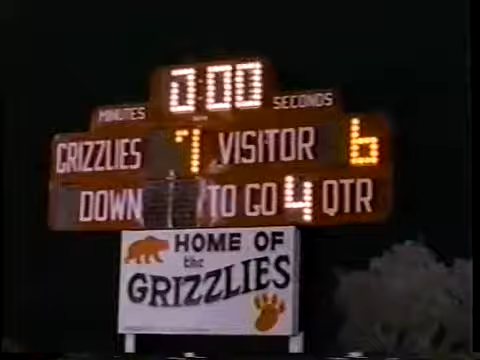 0:00
MINUTES SECONDS
GRIZZLIES 7 VISITOR 6
DOWN TO GO 4 QTR
HOME OF
the
GRIZZLIES